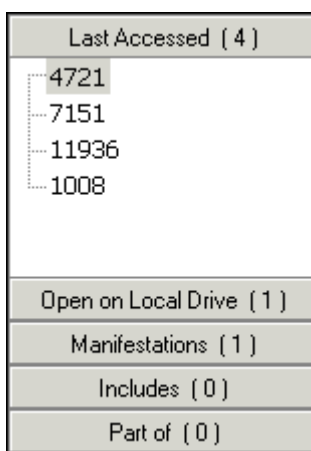 Last Accessed ( 4 )
4721
7151
11936
1008
Open on Local Drive ( 1 )
Manifestations ( 1 )
Includes ( 0 )
Part of ( 0 )